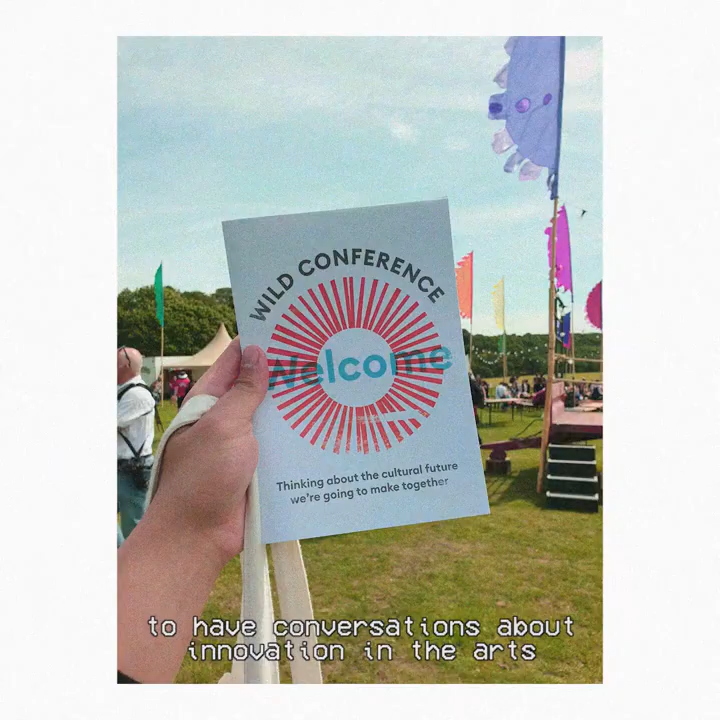 WILD CONFERENCE
Welcome
Thinking about the cultural future
we're going to make together
to have conversations about
innovation in the arts